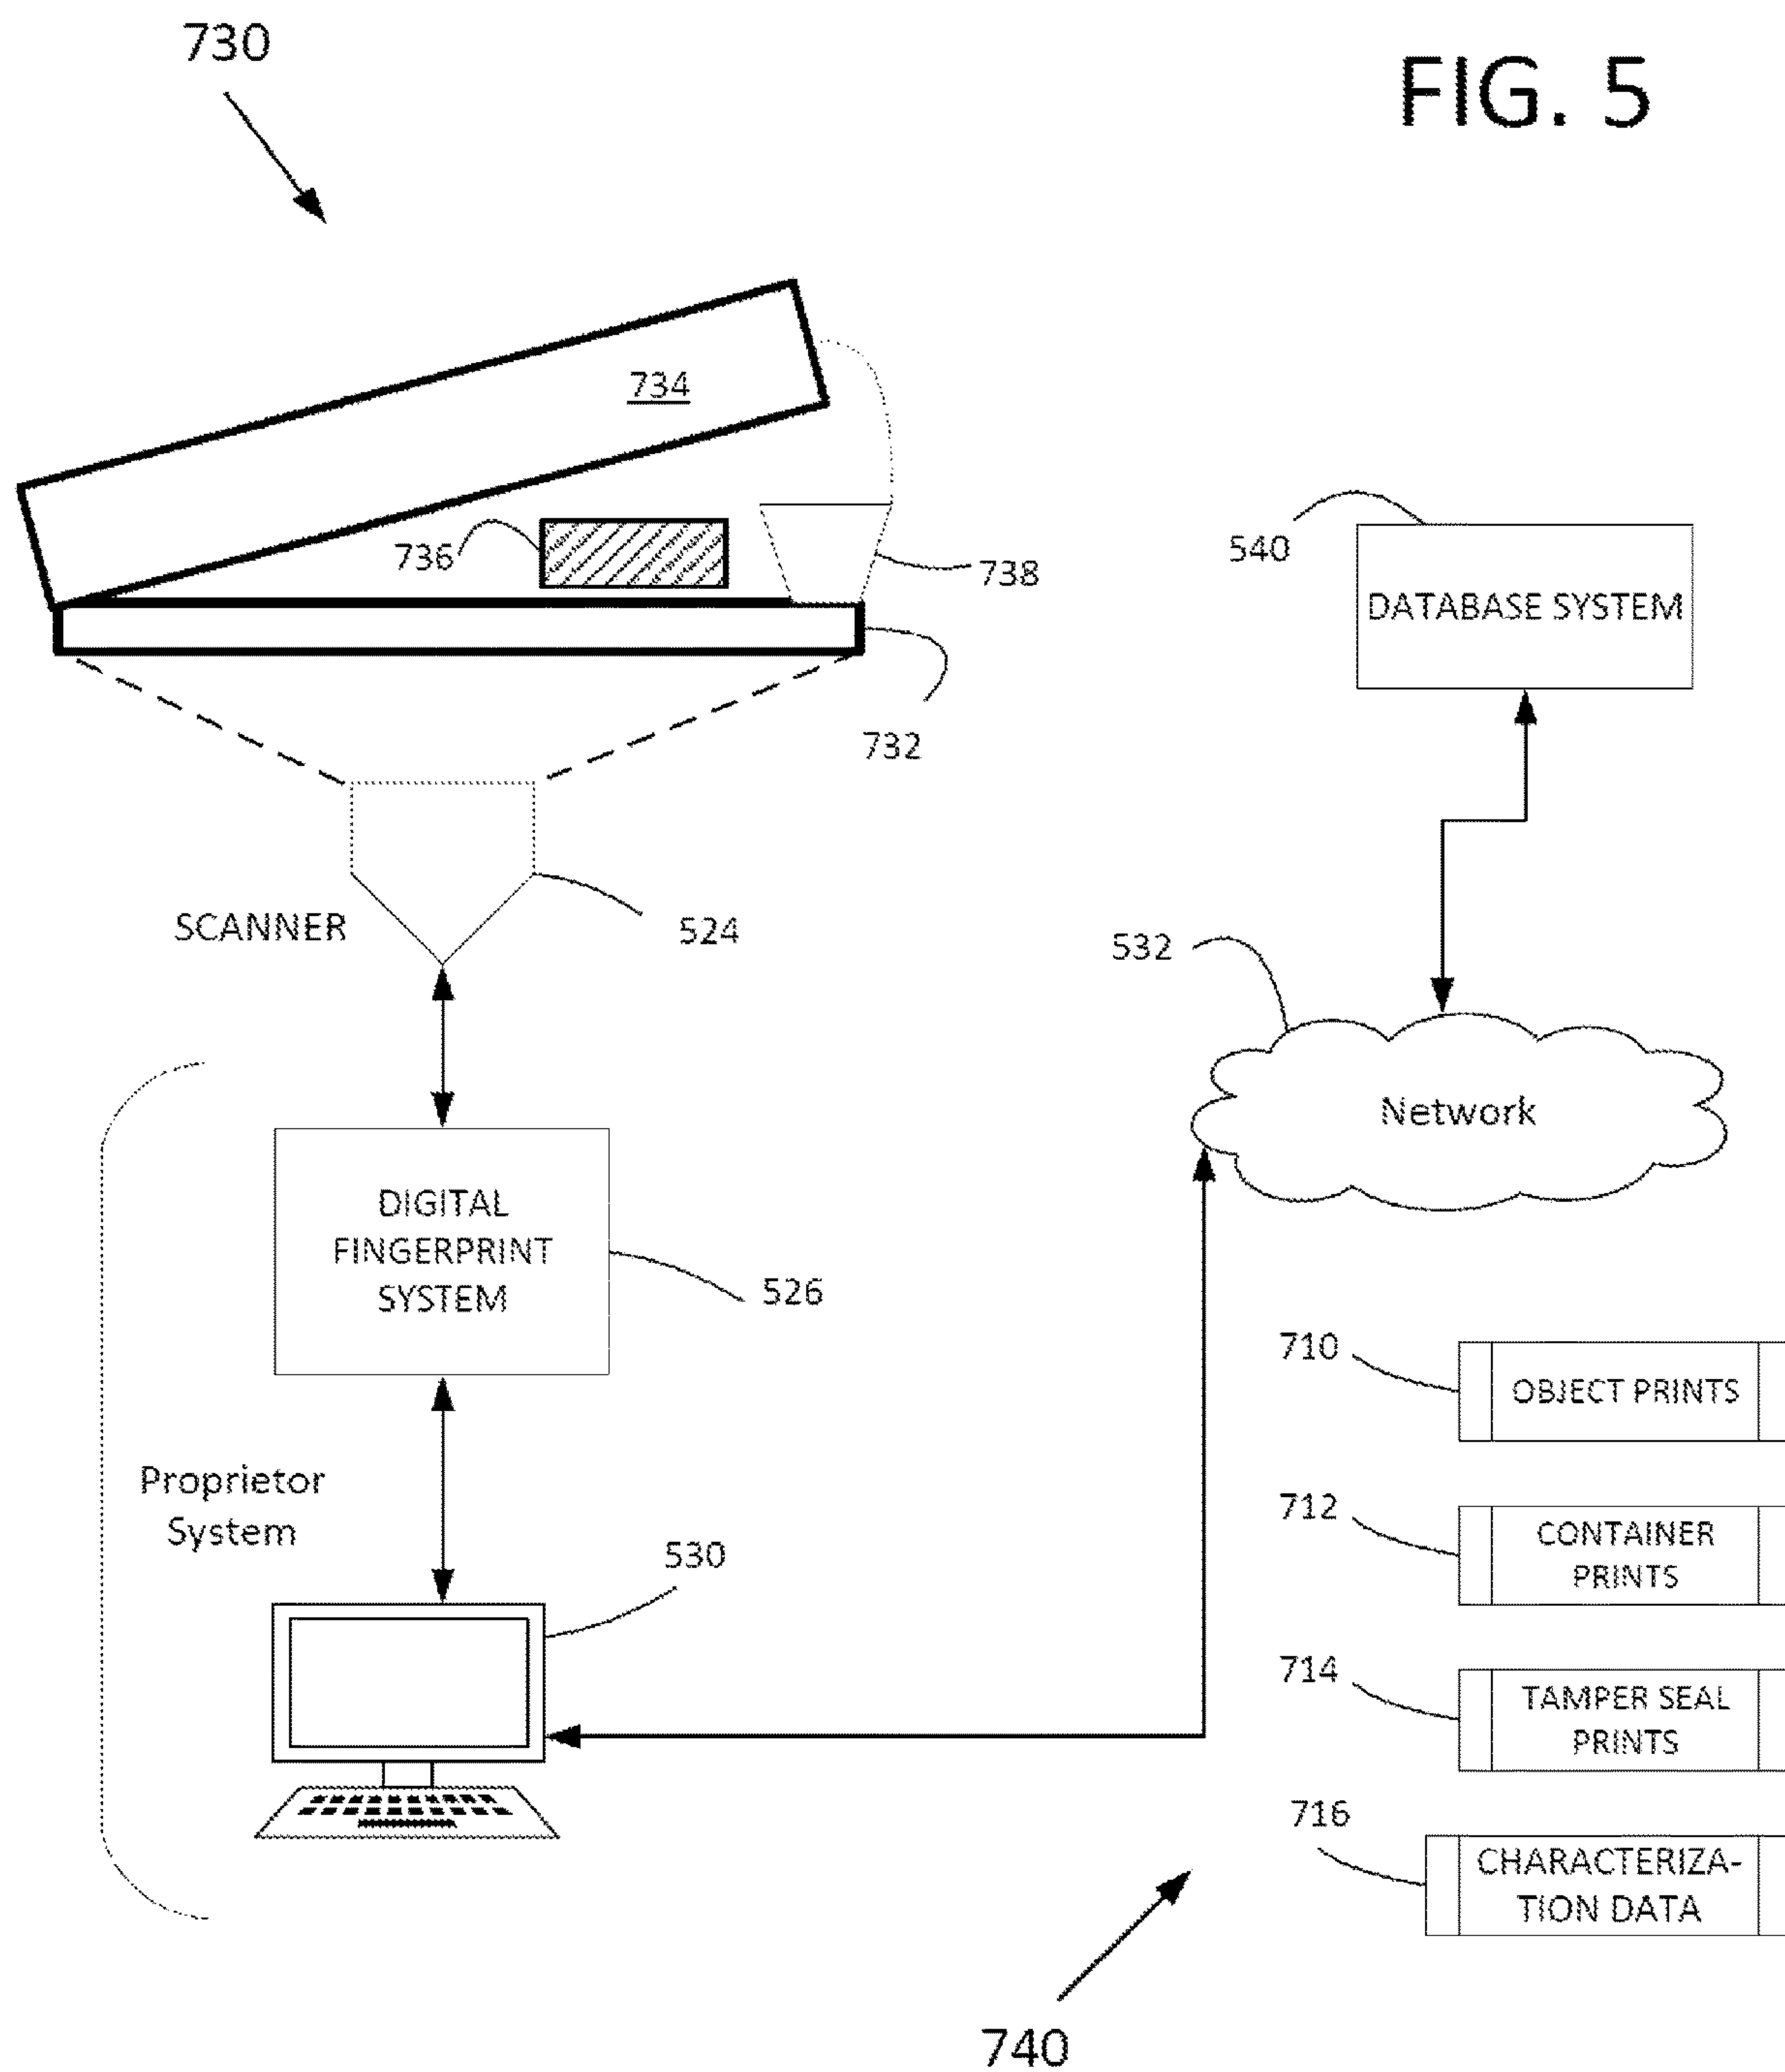 730
FIG. 5
734
736
738
732
540
DATABASE SYSTEM
SCANNER
524
532
Network
DIGITAL
FINGERPRINT
SYSTEM
526
710
OBJECT PRINTS
Proprietor
System
530
712
CONTAINER
PRINTS
714
TAMPER SEAL
PRINTS
716
CHARACTERIZA-
TION DATA
740